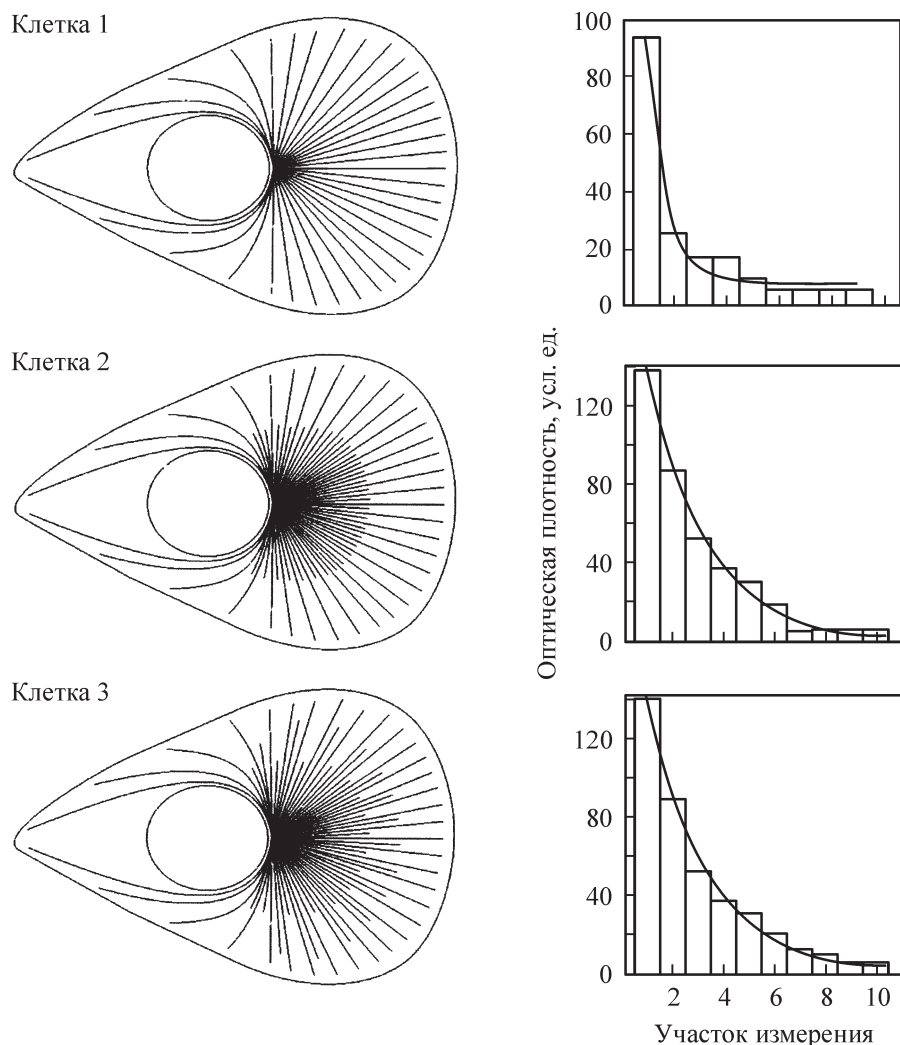 Клетка 1
100
80
60
40
20
0
Клетка 2
Оптическая плотность, усл. ед.
120
80
40
0
Клетка 3
120
80
40
0
2 4 6 8 10
Участок измерения